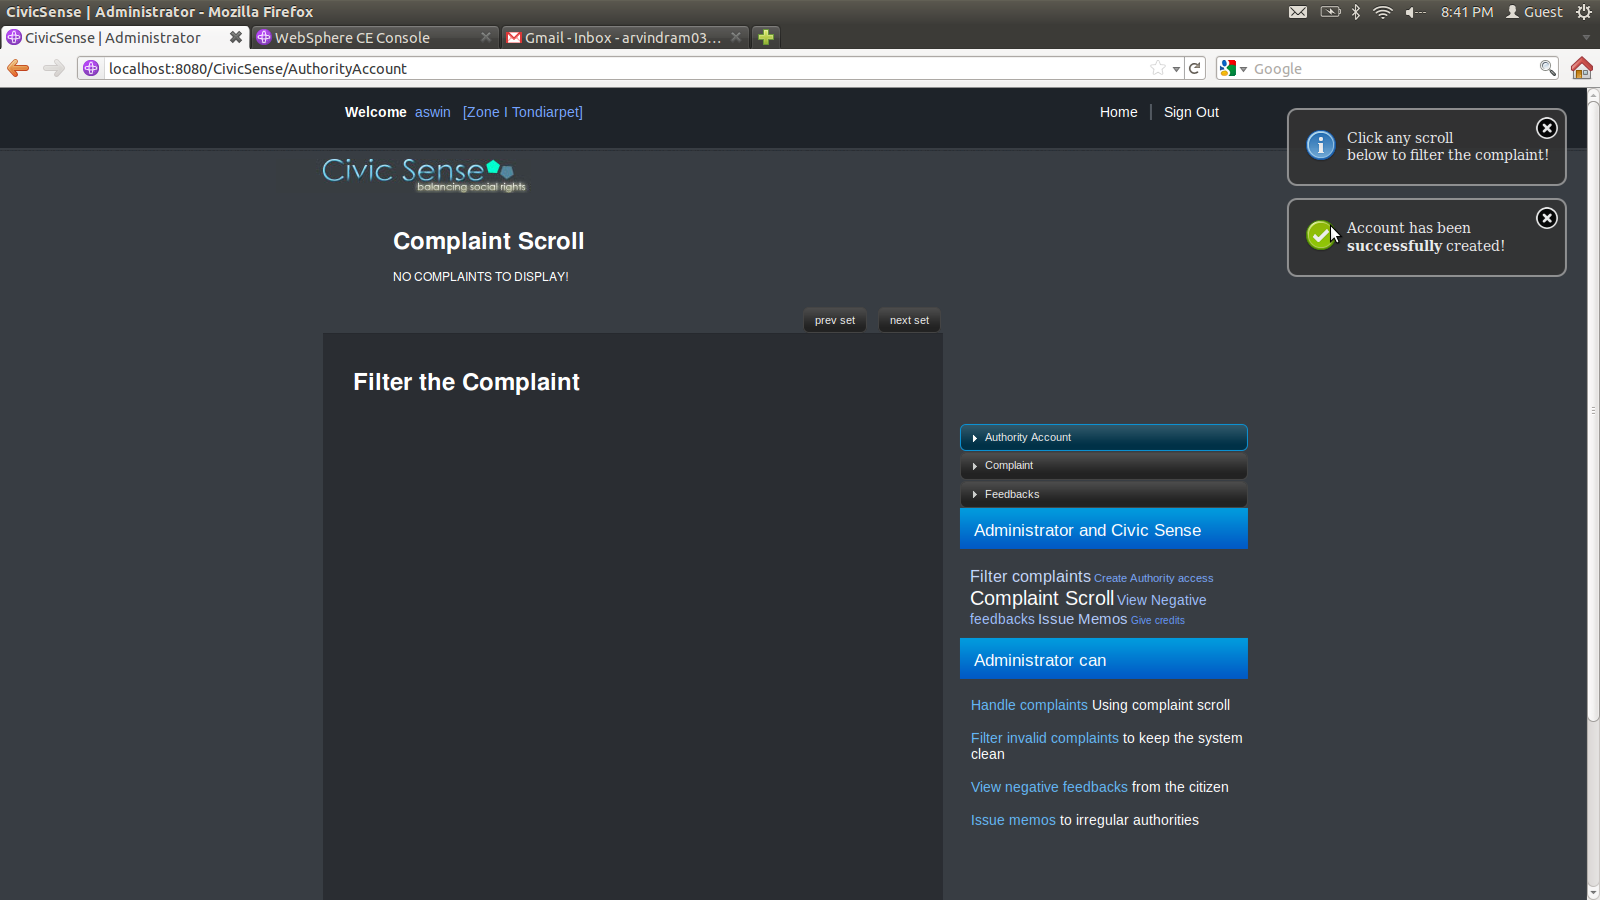 CivicSense | Administrator - Mozilla Firefox
8:41 PM Guest
CivicSense | Administrator
WebSphere CE Console
Gmail - Inbox - arvindram03...
localhost:8080/CivicSense/AuthorityAccount
Google
Welcome aswin [Zone I Tondiarpet]
Home | Sign Out
Click any scroll
below to filter the complaint!
Civic Sense
balancing social rights
Account has been
successfully created!
Complaint Scroll
NO COMPLAINTS TO DISPLAY!
prev set
next set
Filter the Complaint
Authority Account
Complaint
Feedbacks
Administrator and Civic Sense
Filter complaints Create Authority access
Complaint Scroll View Negative
feedbacks Issue Memos Give credits
Administrator can
Handle complaints Using complaint scroll
Filter invalid complaints to keep the system
clean
View negative feedbacks from the citizen
Issue memos to irregular authorities